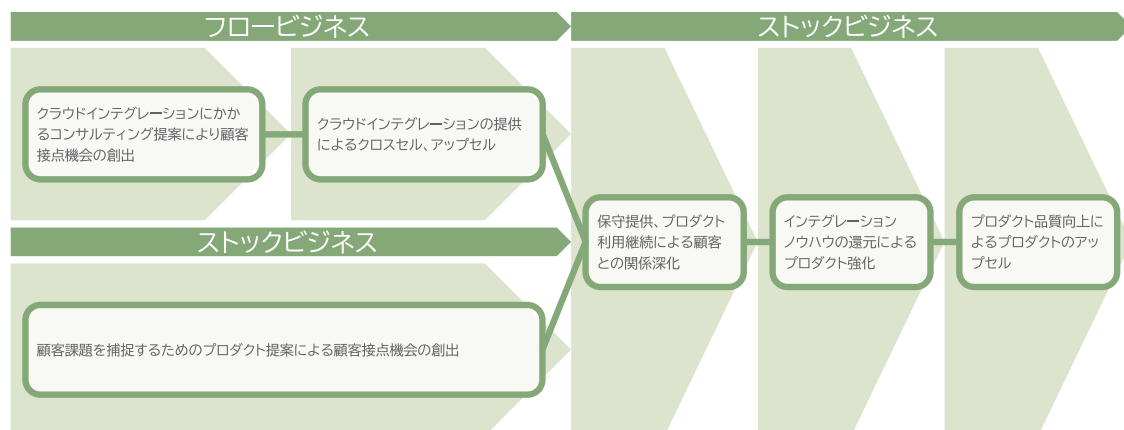 フロービジネス
クラウドインテグレーションにかか
るコンサルティング提案により顧客
接点機会の創出
クラウドインテグレーションの提供
によるクロスセル、アップセル
ストックビジネス
顧客課題を捕捉するためのプロダクト提案による顧客接点機会の創出
ストックビジネス
保守提供、プロダクト
利用継続による顧客
との関係深化
インテグレーション
ノウハウの還元による
プロダクト強化
プロダクト品質向上に
よるプロダクトのアッ
プセル